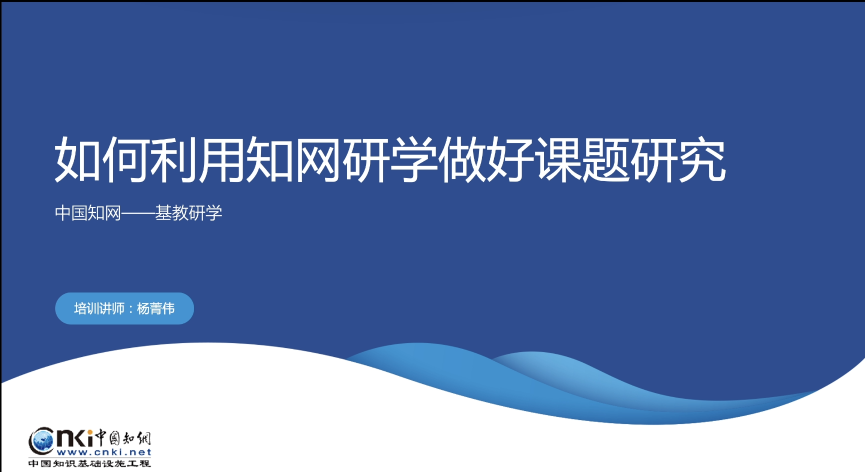 如何利用知网研学做好课题研究
中国知网——基教研学
培训讲师：杨菁伟
cnki中国知网
www.cnki.net
中国知识基础设施工程